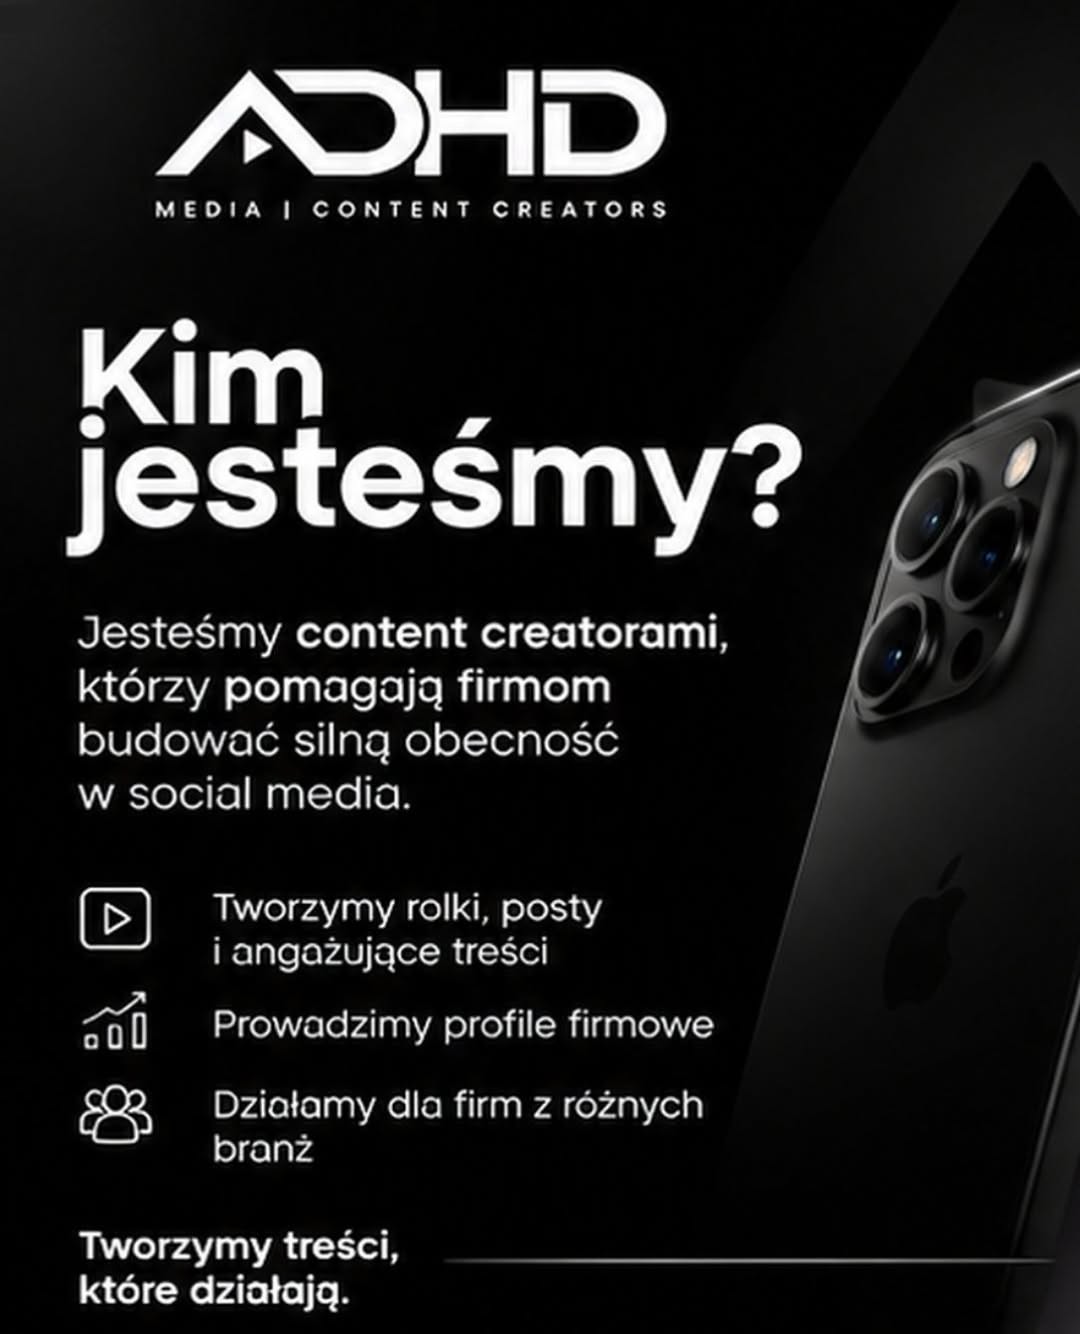 ADHD
MEDIA | CONTENT CREATORS
Kim
jesteśmy?
Jesteśmy content creatorami,
którzy pomagają firmom
budować silną obecność
w social media.
Tworzymy rolki, posty
i angażujące treści
Prowadzimy profile firmowe
Działamy dla firm z różnych
branż
Tworzymy treści,
które działają.